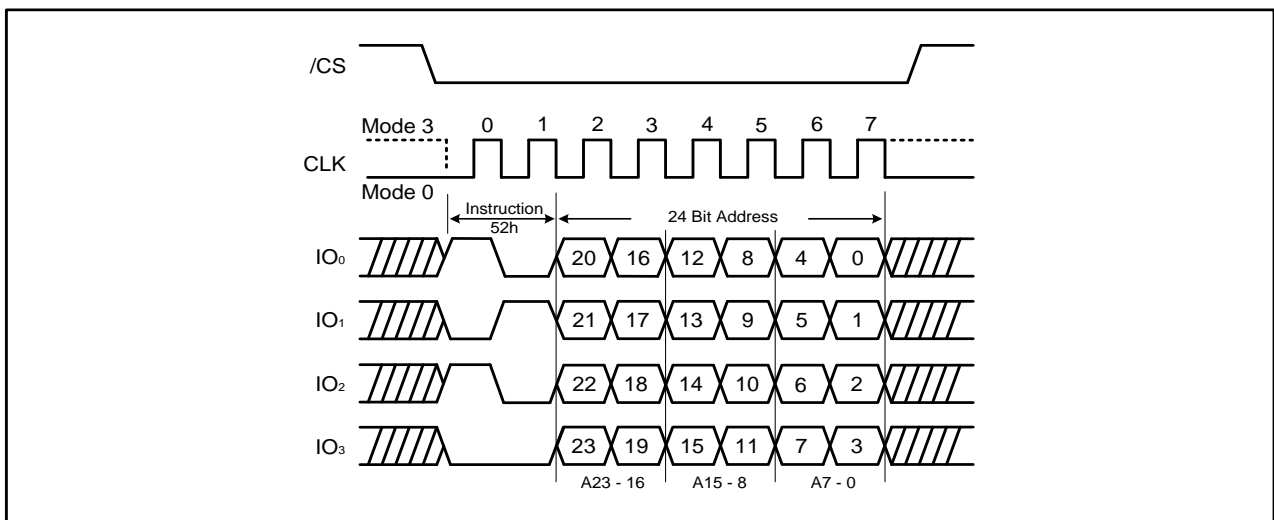 /CS
Mode 3 0 1 2 3 4 5 6 7
CLK
Mode 0
Instruction
52h
24 Bit Address
IO₀ 20 16 12 8 4 0
IO₁ 21 17 13 9 5 1
IO₂ 22 18 14 10 6 2
IO₃ 23 19 15 11 7 3
A23 - 16 A15 - 8 A7 - 0